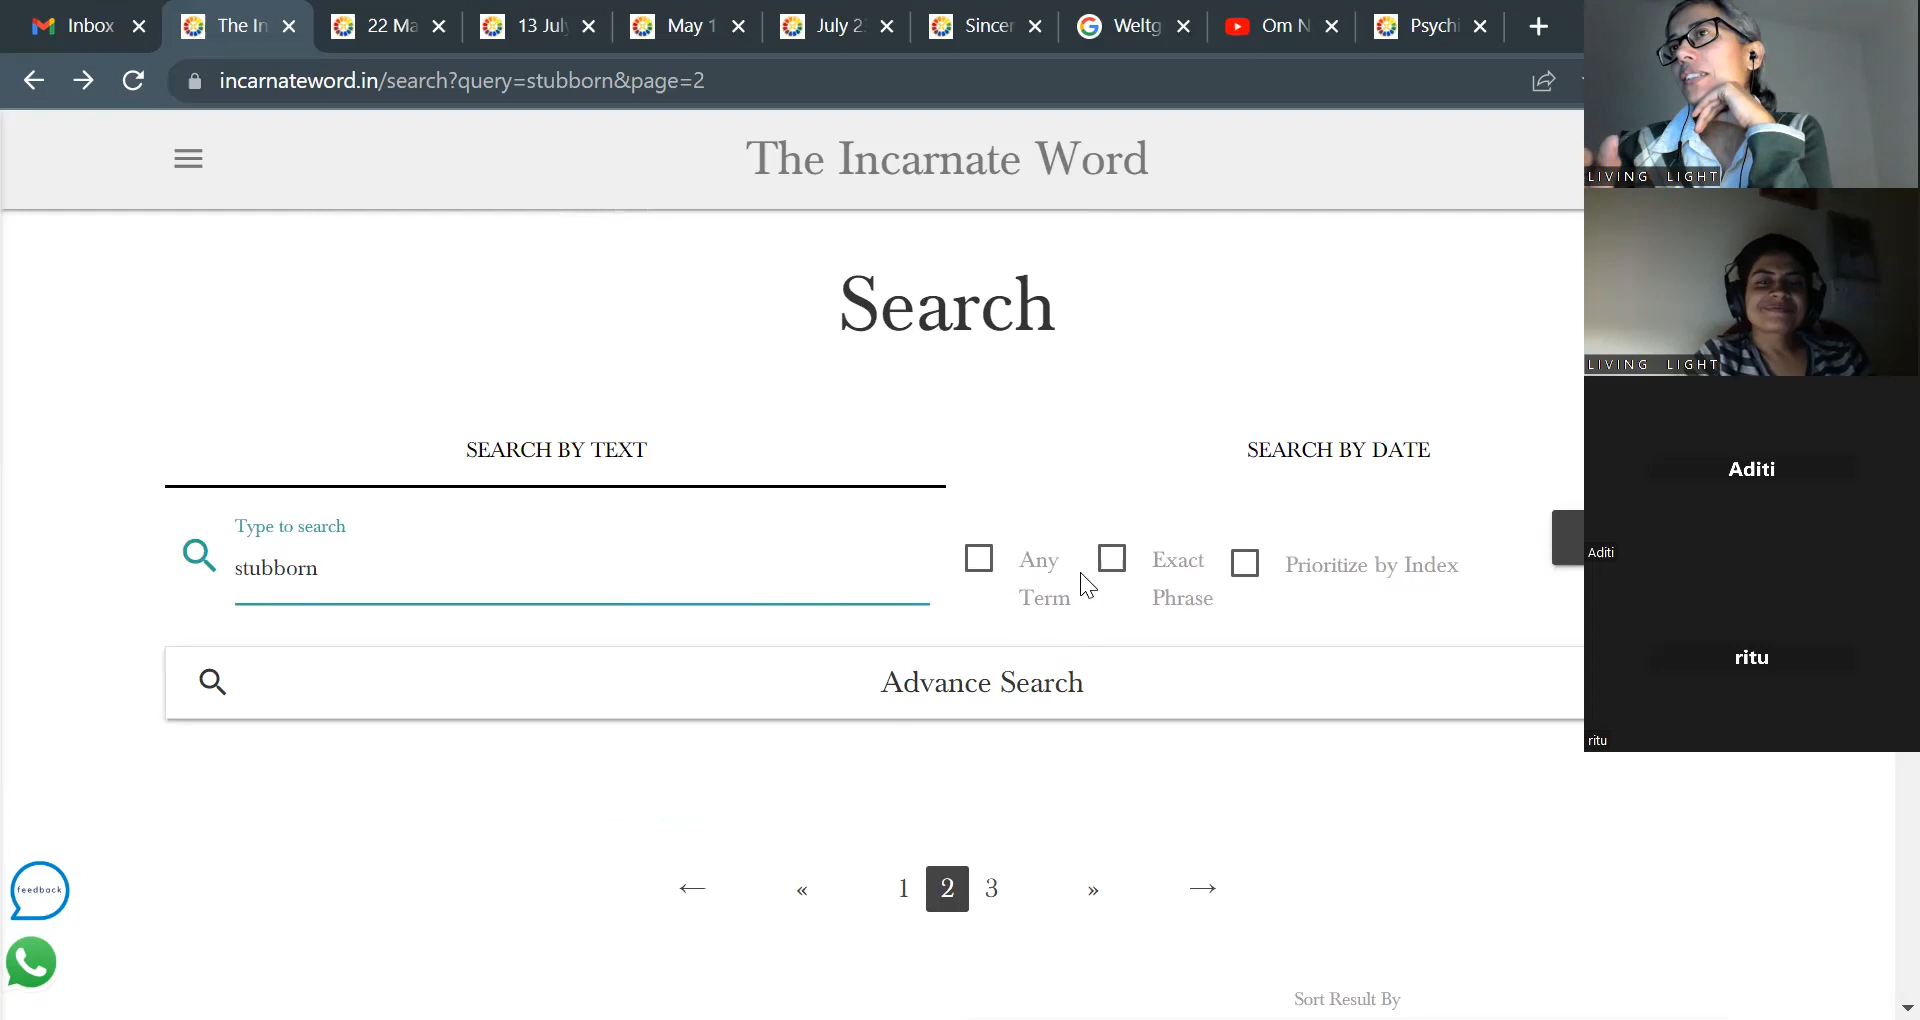 Inbox
The In
22 Ma
13 Jul
May 1
July 2
Sincer
Weltg
Om N
Psychi
incarnateword.in/search?query=stubborn&page=2
The Incarnate Word
Search
SEARCH BY TEXT
SEARCH BY DATE
Type to search
stubborn
Any
Term
Exact
Phrase
Prioritize by Index
Advance Search
← « 1 2 3 » →
Sort Result By
feedback
LIVING LIGHT
LIVING LIGHT
Aditi
Aditi
ritu
ritu